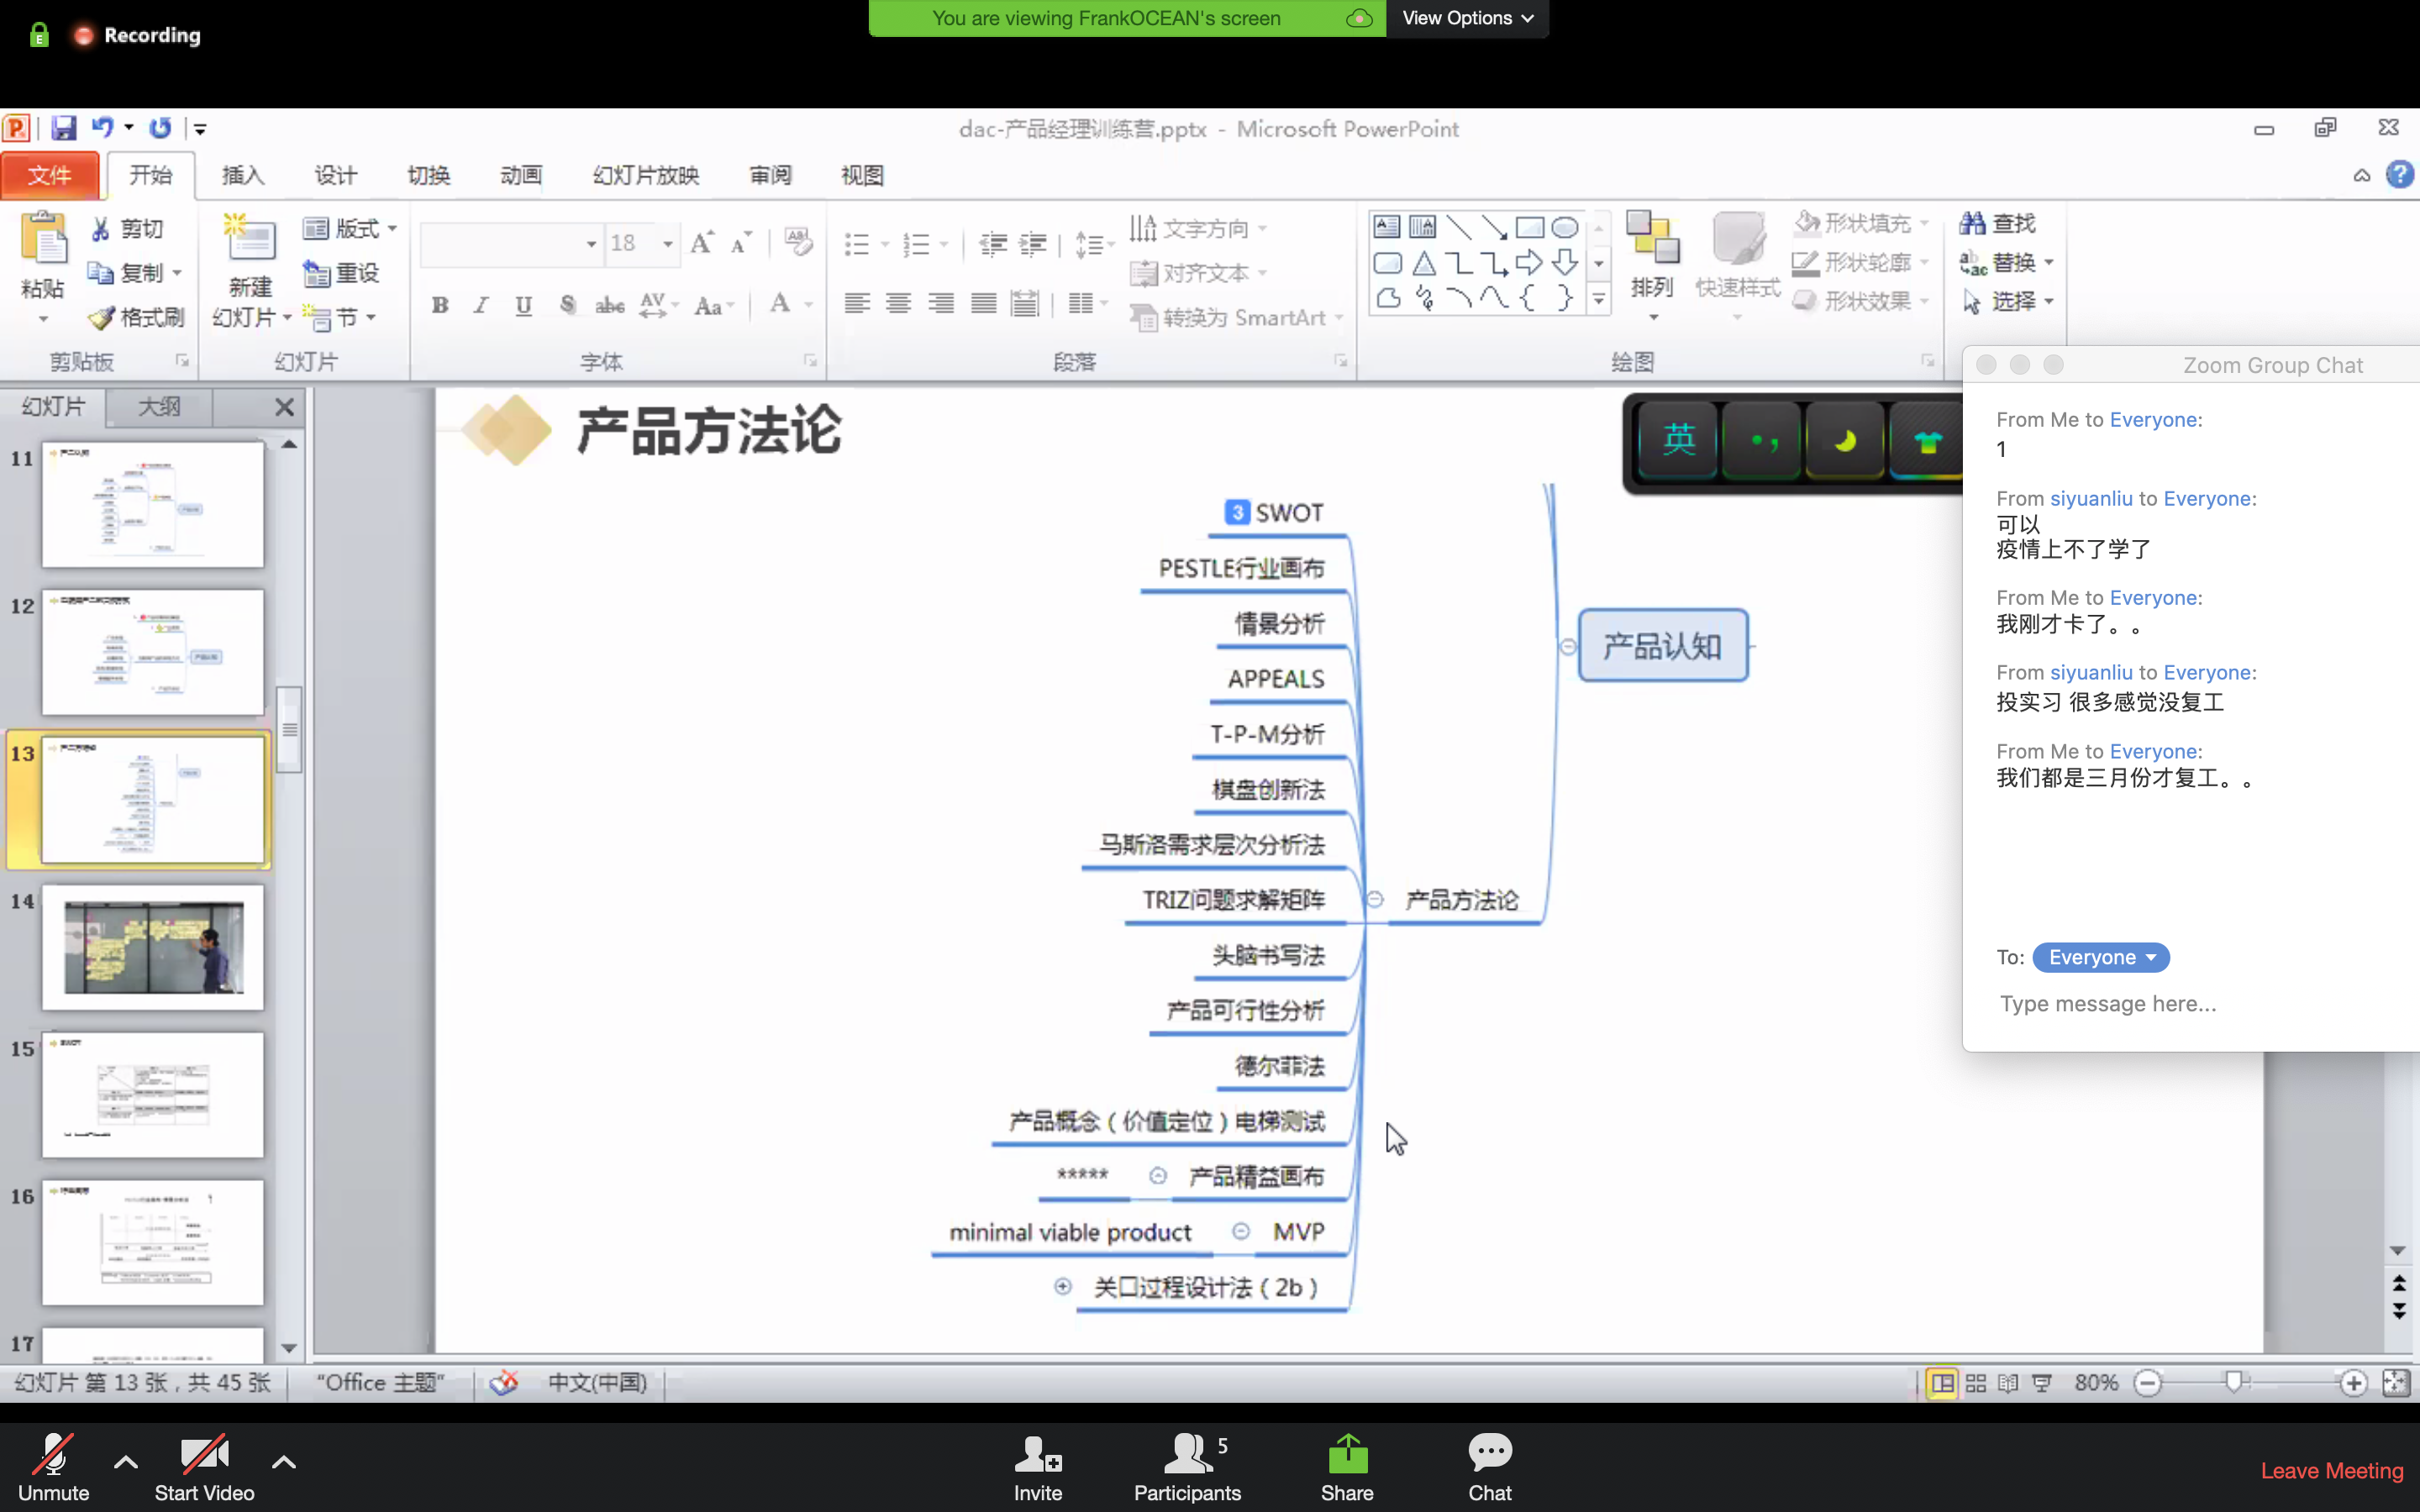 You are viewing FrankOCEAN's screen
View Options
Recording
dac-产品经理训练营.pptx - Microsoft PowerPoint
文件 开始 插入 设计 切换 动画 幻灯片放映 审阅 视图
粘贴
剪切
复制
格式刷
剪贴板
新建
幻灯片
版式
重设
节
幻灯片
18
B I U S abc AV Aa A
字体
文字方向
对齐文本
转换为 SmartArt
段落
排列
快速样式
形状填充
形状轮廓
形状效果
绘图
查找
替换
选择
幻灯片 大纲
11
12
13
14
15
SWOT
16
17
产品方法论
英
3 SWOT
PESTLE行业画布
情景分析
APPEALS
T-P-M分析
棋盘创新法
马斯洛需求层次分析法
TRIZ问题求解矩阵
头脑书写法
产品可行性分析
德尔菲法
产品概念（价值定位）电梯测试
***** 产品精益画布
minimal viable product MVP
关口过程设计法（2b）
产品方法论
产品认知
Zoom Group Chat
From Me to Everyone:
1
From siyuanliu to Everyone:
可以
疫情上不了学了
From Me to Everyone:
我刚才卡了。。
From siyuanliu to Everyone:
投实习 很多感觉没复工
From Me to Everyone:
我们都是三月份才复工。。
To: Everyone
Type message here...
幻灯片 第 13 张，共 45 张 "Office 主题" 中文(中国) 80%
Unmute
Start Video
Invite
Participants 5
Share
Chat
Leave Meeting